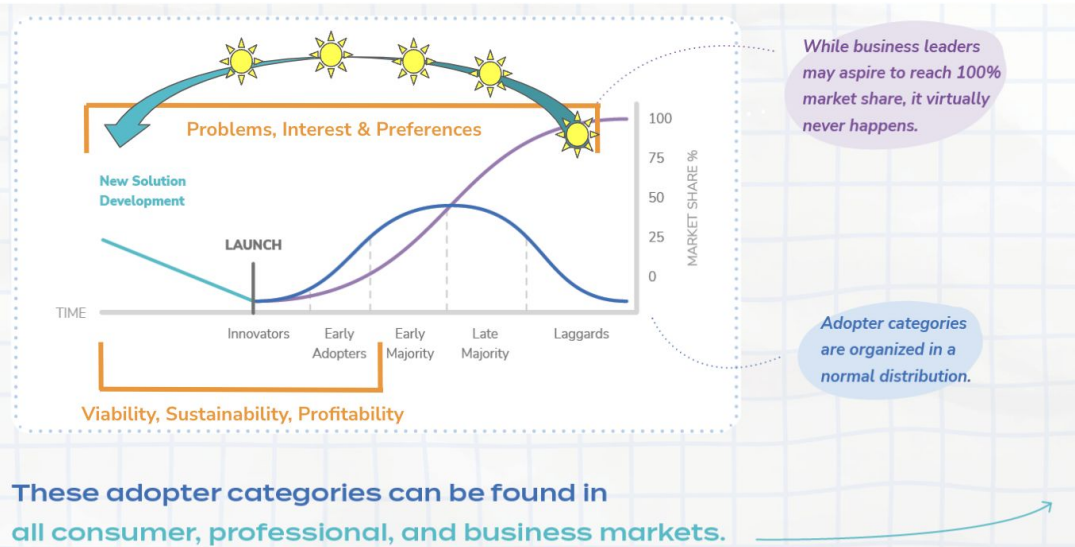 While business leaders
may aspire to reach 100%
market share, it virtually
never happens.
Problems, Interest & Preferences
New Solution
Development
LAUNCH
100
75
50
25
0
MARKET SHARE %
TIME
Innovators
Early
Adopters
Early
Majority
Late
Majority
Laggards
Adopter categories
are organized in a
normal distribution.
Viability, Sustainability, Profitability
These adopter categories can be found in
all consumer, professional, and business markets.